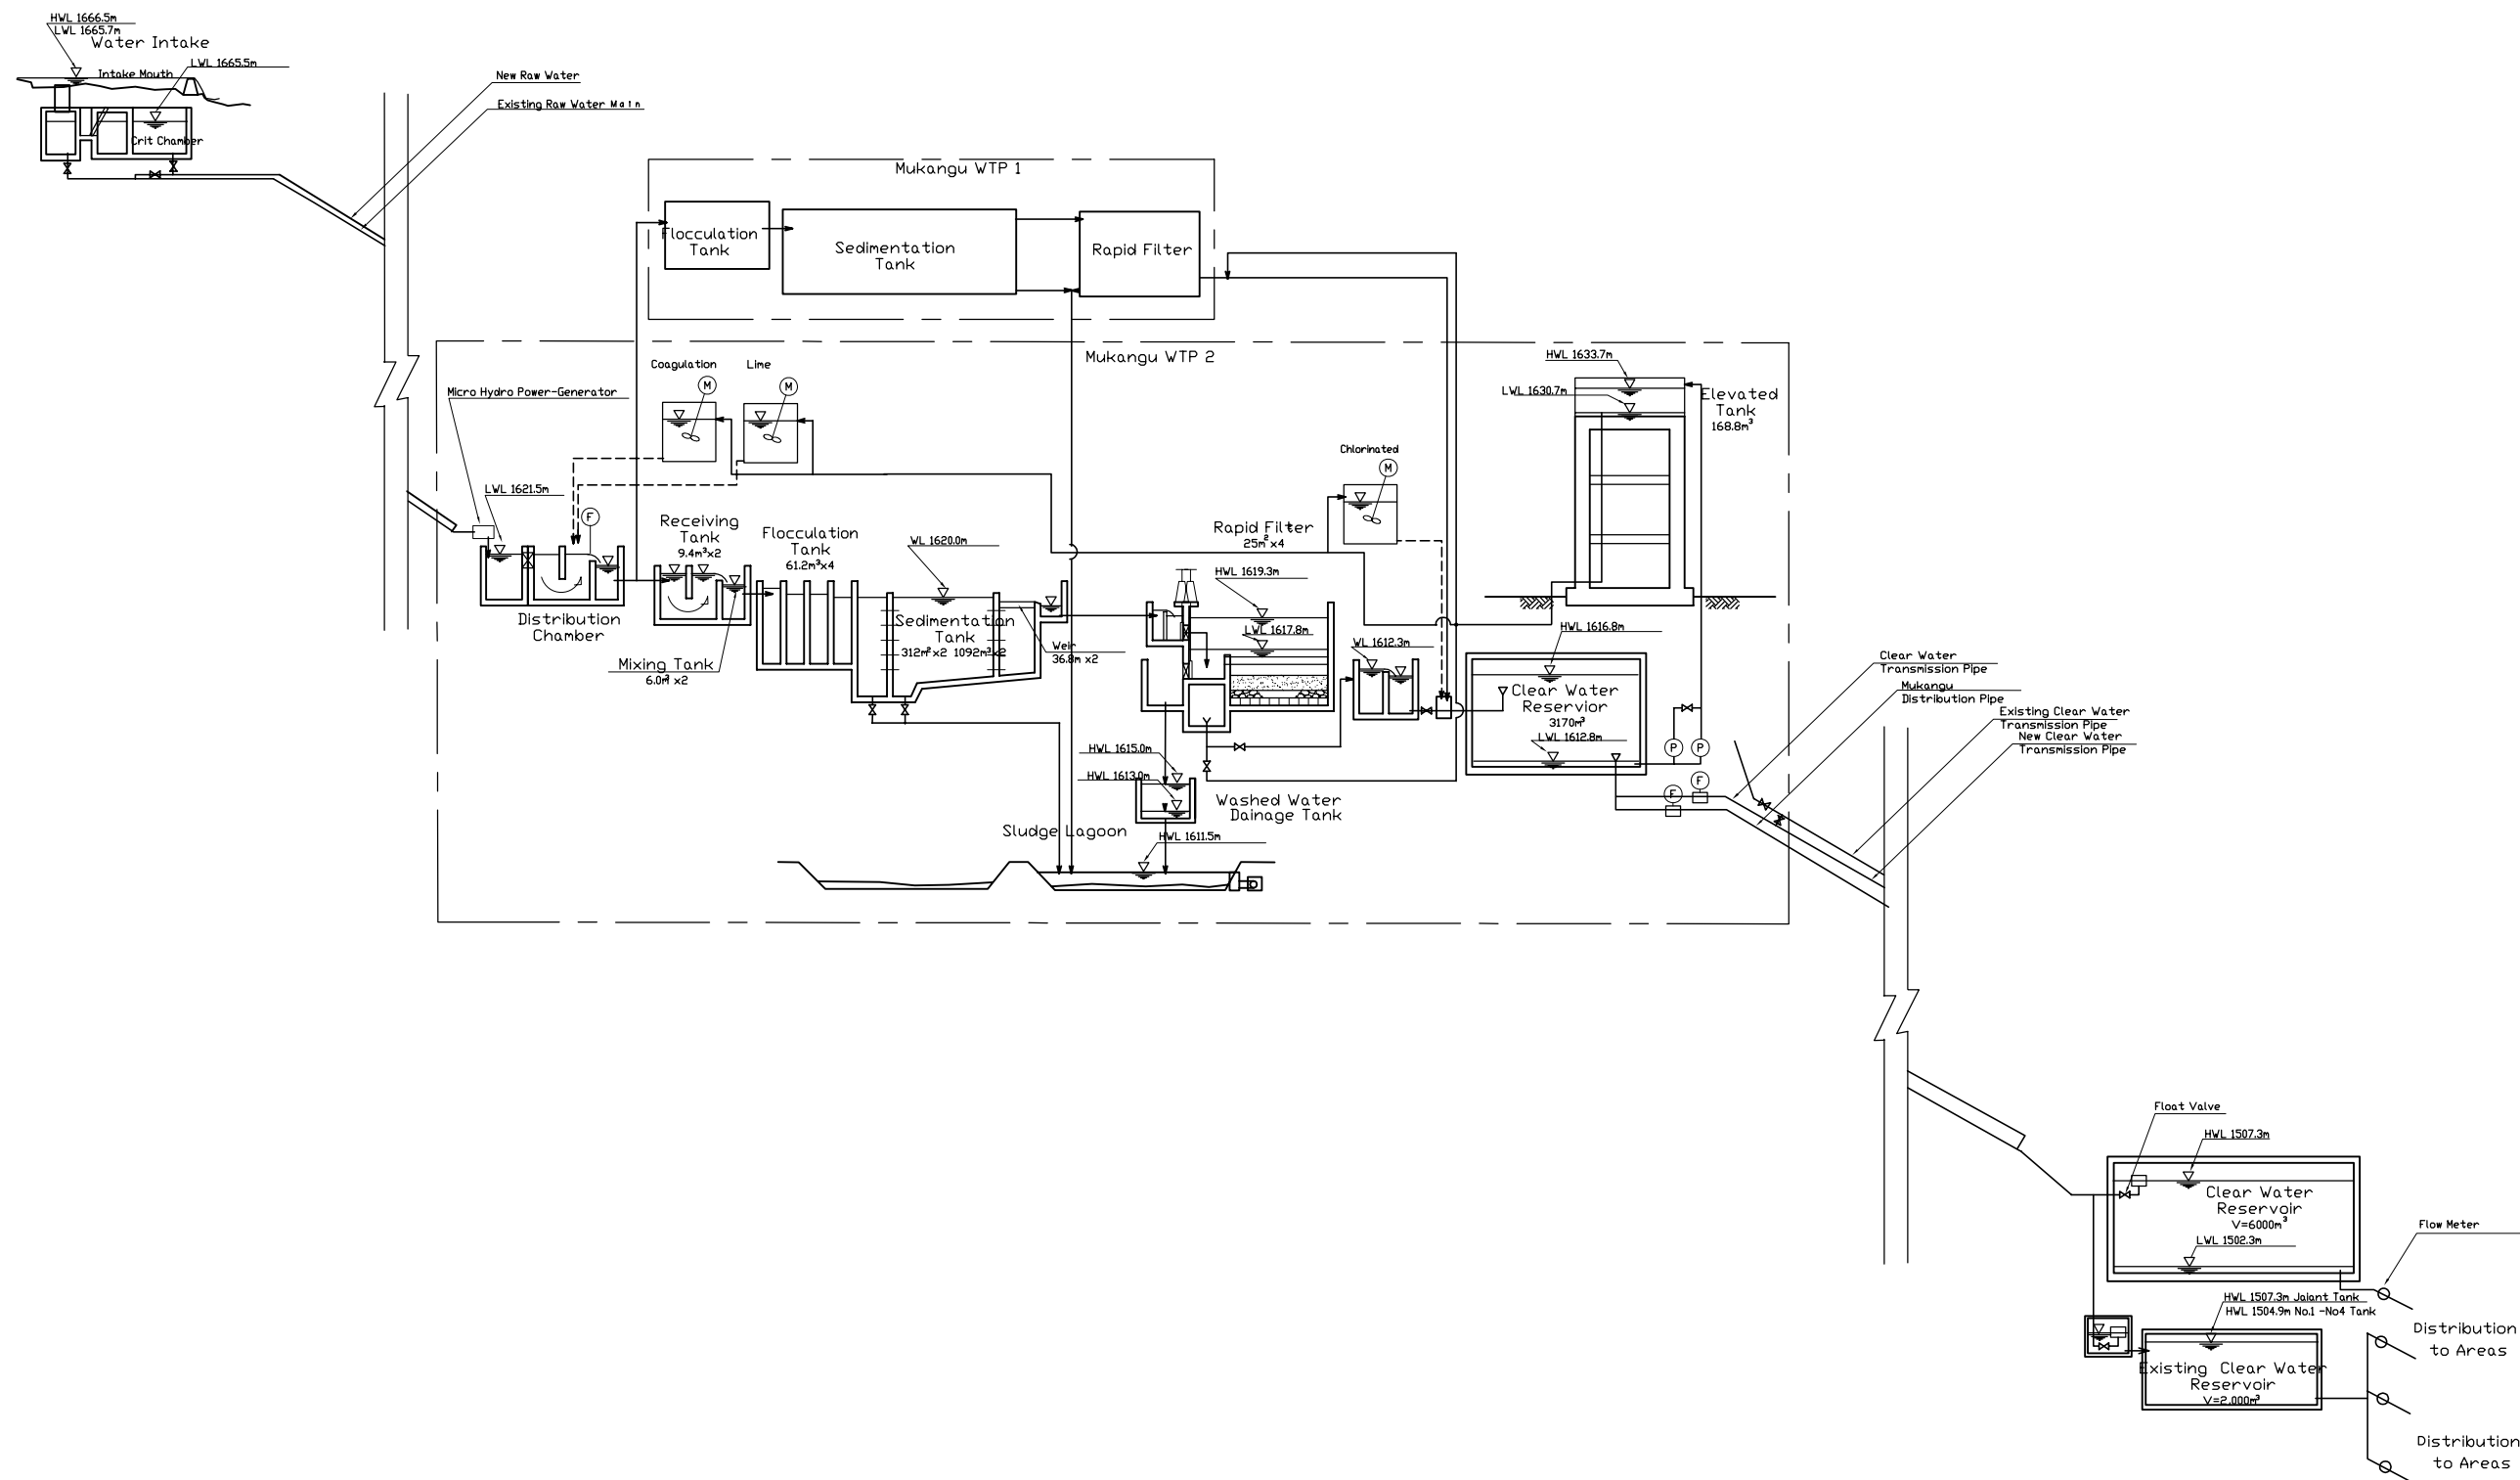 HWL 1666.5m
LWL 1665.7m
Water Intake
LWL 1665.5m
Intake Mouth
Crit Chamber
New Raw Water
Existing Raw Water Main
Mukangu WTP 1
Flocculation
Tank
Sedimentation
Tank
Rapid Filter
Mukangu WTP 2
Coagulation
M
Lime
M
Micro Hydro Power-Generator
LWL 1621.5m
F
Distribution
Chamber
Receiving
Tank
9.4m³x2
Mixing Tank
6.0m³ x2
Flocculation
Tank
61.2m³x4
WL 1620.0m
Sedimentation
Tank
312m²x2 1092m³x2
Weir
36.8m x2
Rapid Filter
25m²x4
HWL 1619.3m
LWL 1617.8m
Chlorinated
M
WL 1612.3m
HWL 1633.7m
LWL 1630.7m
Elevated
Tank
168.8m³
HWL 1616.8m
Clear Water
Reservior
3170m³
LWL 1612.8m
P
P
F
F
HWL 1615.0m
HWL 1613.0m
Washed Water
Dainage Tank
Sludge Lagoon
HWL 1611.5m
Clear Water
Transmission Pipe
Mukangu
Distribution Pipe
Existing Clear Water
Transmission Pipe
New Clear Water
Transmission Pipe
Float Valve
HWL 1507.3m
Clear Water
Reservoir
V=6000m³
LWL 1502.3m
Flow Meter
HWL 1507.3m Jalant Tank
HWL 1504.9m No.1 -No4 Tank
Existing Clear Water
Reservoir
V=2.000m³
Distribution
to Areas
Distribution
to Areas